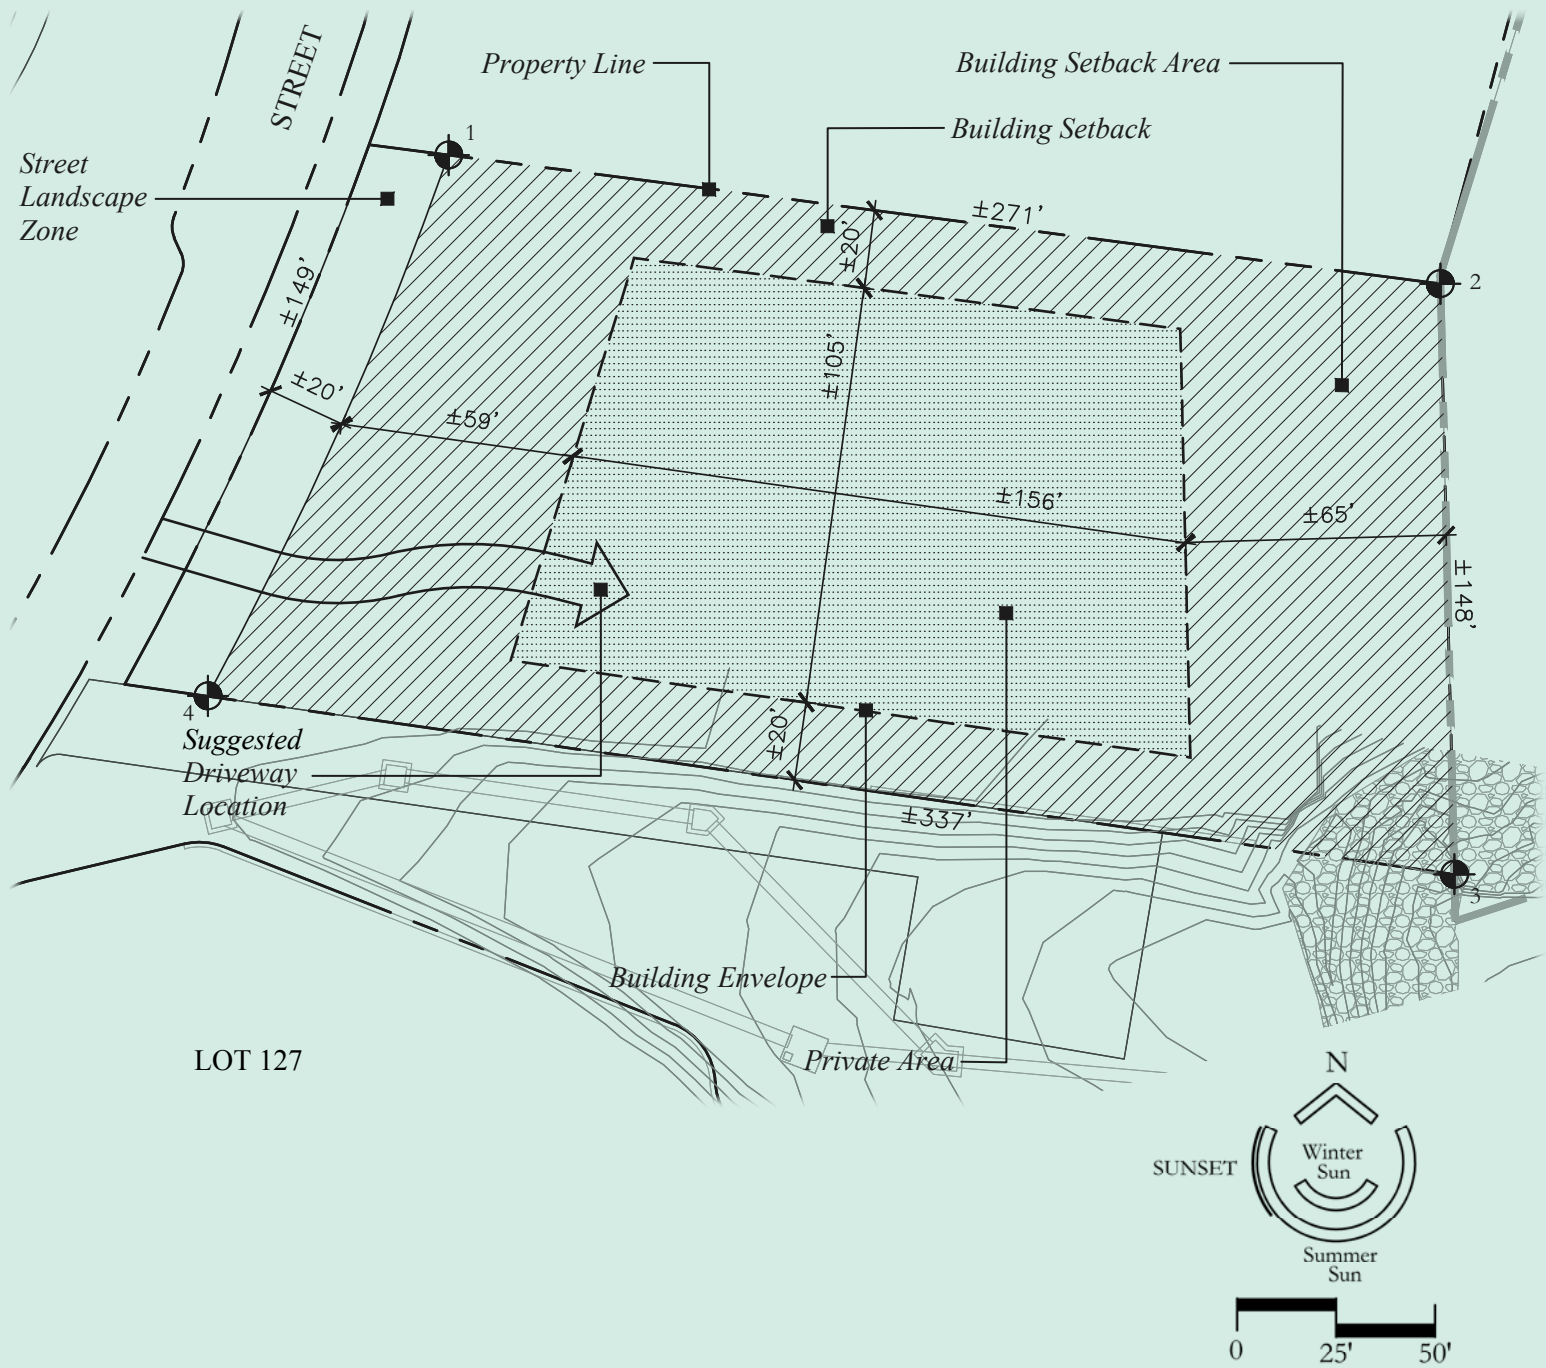 STREET
Property Line
Building Setback Area
Building Setback
1
Street
Landscape
Zone
±271'
±20'
2
±149'
±105'
±20'
±59'
±156'
±65'
±148'
4
±20'
Suggested
Driveway
Location
±337'
3
Building Envelope
Private Area
LOT 127
N
SUNSET
Winter
Sun
Summer
Sun
0 25' 50'